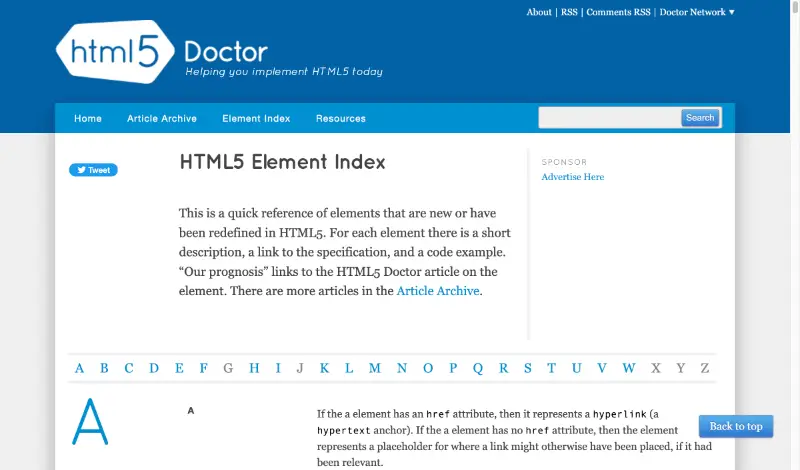 About | RSS | Comments RSS | Doctor Network ▼
html5 Doctor
Helping you implement HTML5 today
Home Article Archive Element Index Resources Search
Tweet
HTML5 Element Index
SPONSOR
Advertise Here
This is a quick reference of elements that are new or have
been redefined in HTML5. For each element there is a short
description, a link to the specification, and a code example.
“Our prognosis” links to the HTML5 Doctor article on the
element. There are more articles in the Article Archive.
A B C D E F G H I J K L M N O P Q R S T U V W X Y Z
A
A
If the a element has an href attribute, then it represents a hyperlink (a
hypertext anchor). If the a element has no href attribute, then the element
represents a placeholder for where a link might otherwise have been placed, if it had
been relevant.
Back to top